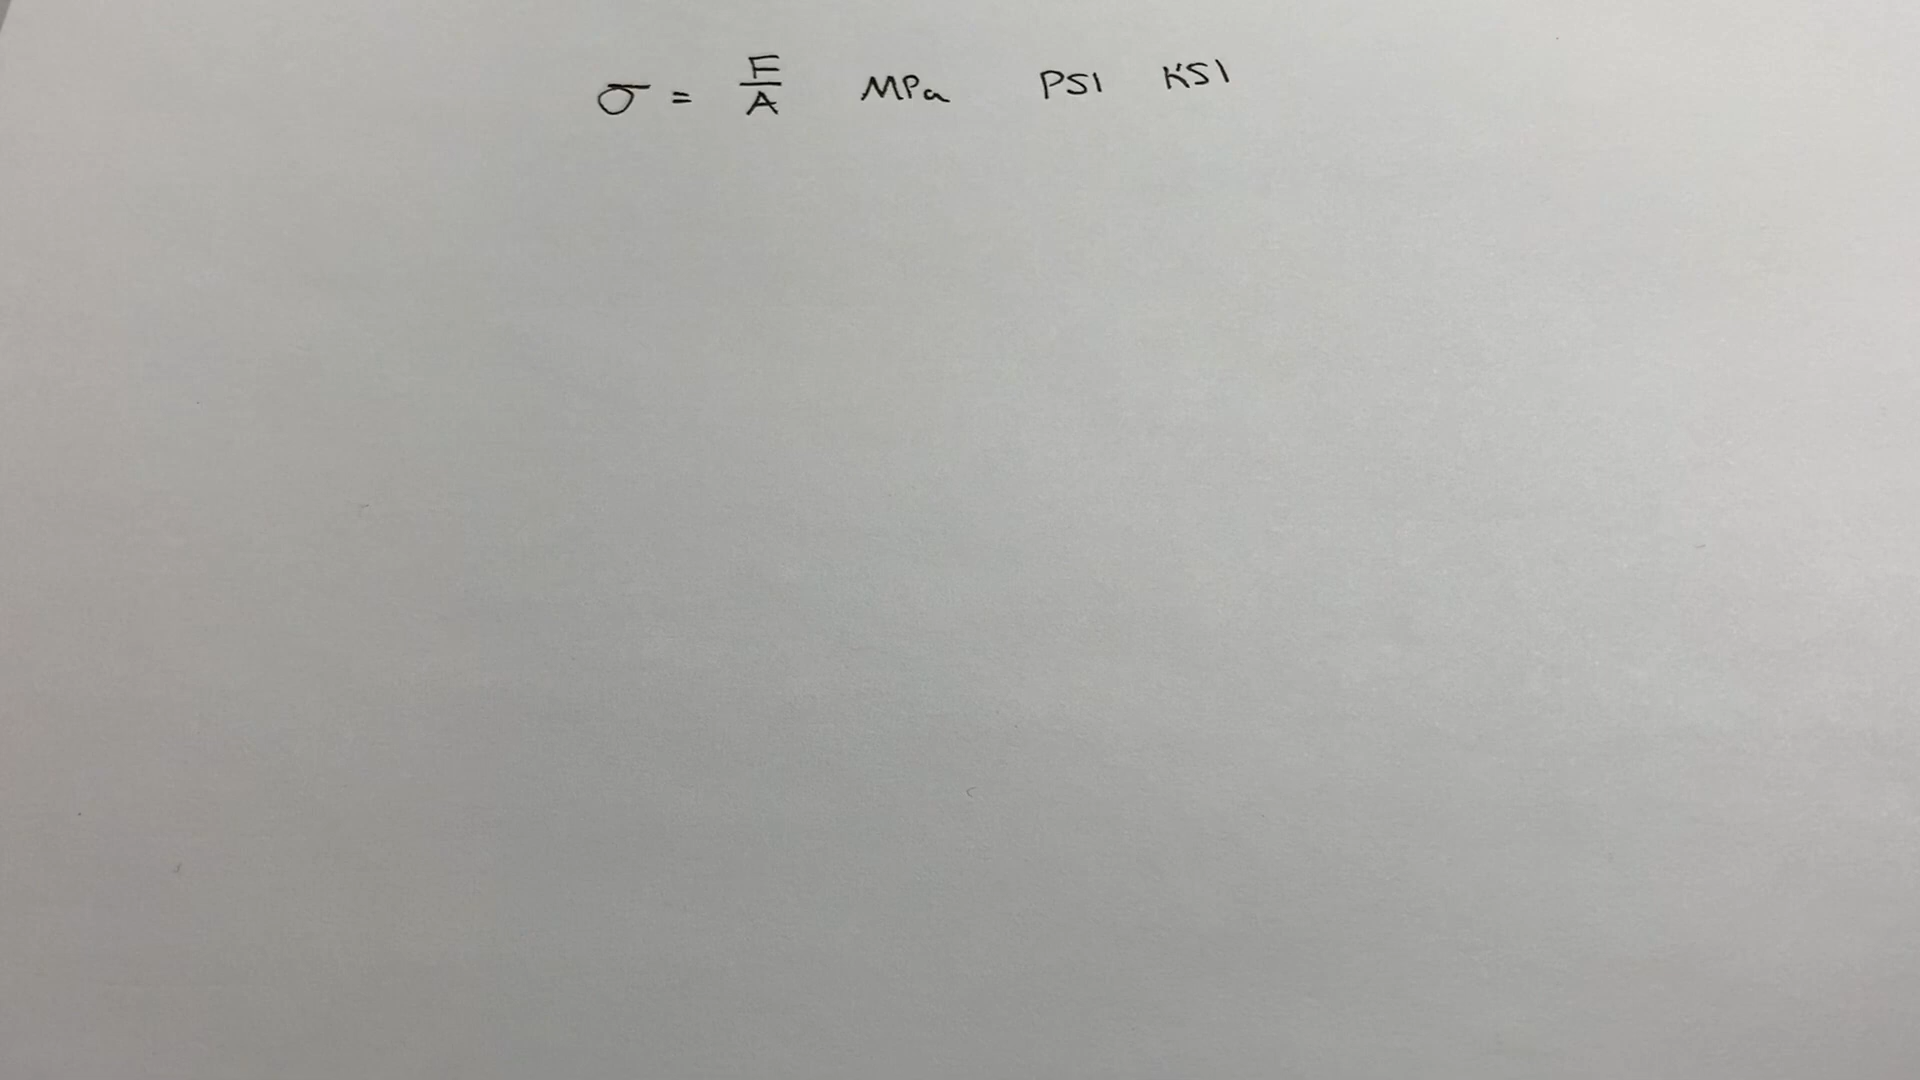 σ = F/A MPa PSI KSI